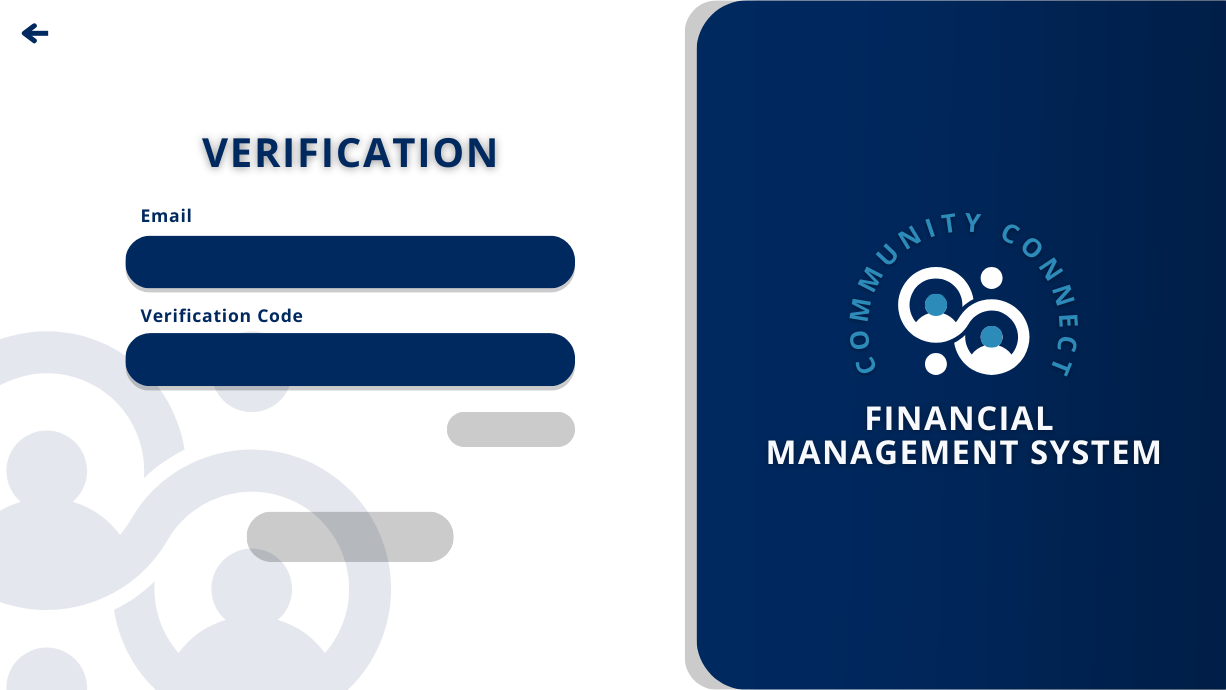 VERIFICATION
Email
Verification Code
COMMUNITY CONNECT
FINANCIAL
MANAGEMENT SYSTEM